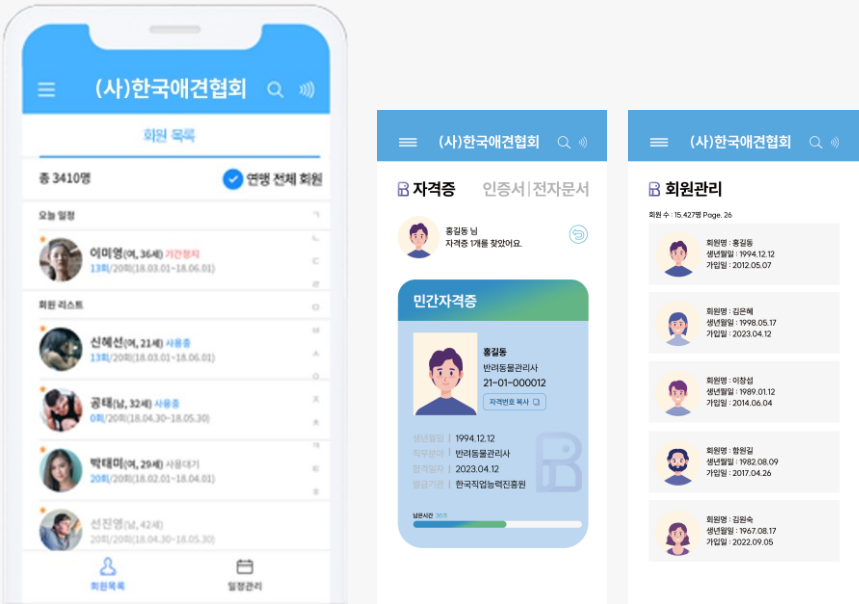 (사)한국애견협회
회원 목록
총 3410명
연맹 전체 회원
오늘 일정
ㄱ
ㄴ
이미영(여, 36세) 기간정지
13회/20회(18.03.01~18.06.01)
ㄷ
ㄹ
회원 리스트
ㅁ
ㅂ
신혜선(여, 21세) 사용중
13회/20회(18.03.01~18.06.01)
ㅅ
ㅇ
공태(남, 32세) 사용중
0회/20회(18.04.30~18.05.30)
ㅈ
ㅊ
ㅋ
박태미(여, 29세) 사용대기
20회/20회(18.02.01~18.04.01)
ㅌ
ㅎ
선진영(남, 42세)
20회/20회(18.04.30~18.05.30)
회원목록
일정관리
(사)한국애견협회
자격증
인증서|전자문서
홍길동 님
자격증 1개를 찾았어요.
민간자격증
홍길동
반려동물관리사
21-01-000012
자격번호 복사
생년월일 | 1994.12.12
직무분야 | 반려동물관리사
합격일자 | 2023.04.12
발급기관 | 한국직업능력진흥원
남은시간
(사)한국애견협회
회원관리
회원 수 : 15.427명 Page. 26
회원명 : 홍길동
생년월일 : 1994.12.12
가입일 : 2012.05.07
회원명 : 김은혜
생년월일 : 1998.05.17
가입일 : 2023.04.12
회원명 : 이창섭
생년월일 : 1989.01.12
가입일 : 2014.06.04
회원명 : 함원길
생년월일 : 1982.08.09
가입일 : 2017.04.26
회원명 : 김원숙
생년월일 : 1967.08.17
가입일 : 2022.09.05